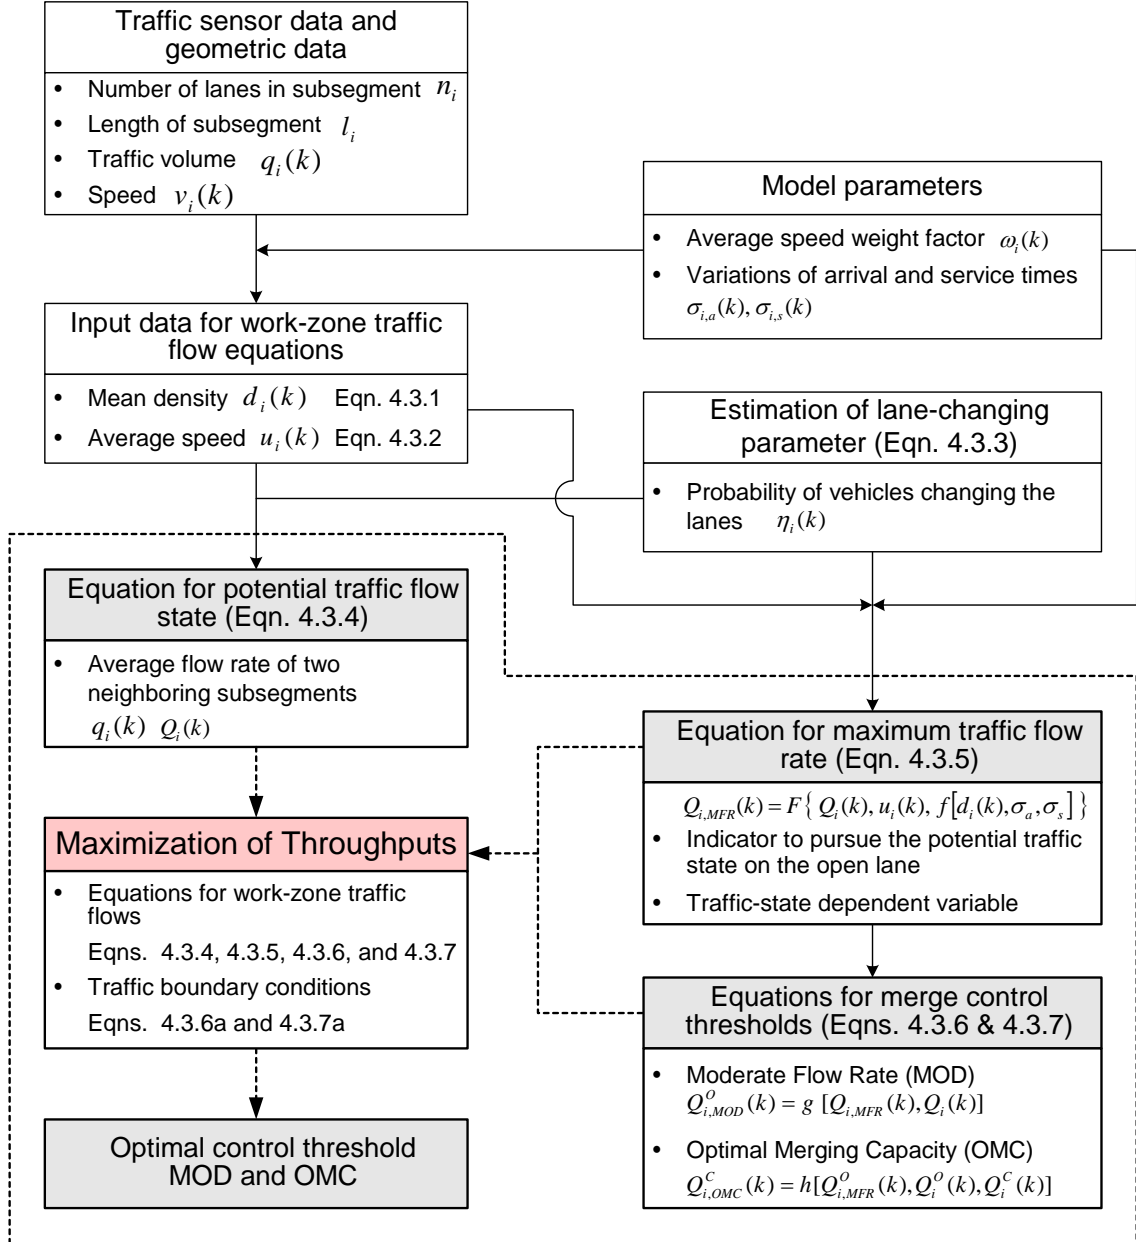 Traffic sensor data and
geometric data
• Number of lanes in subsegment n_i
• Length of subsegment l_i
• Traffic volume q_i(k)
• Speed v_i(k)
Model parameters
• Average speed weight factor ω_i(k)
• Variations of arrival and service times
σ_{i,a}(k), σ_{i,s}(k)
Input data for work-zone traffic
flow equations
• Mean density d_i(k) Eqn. 4.3.1
• Average speed u_i(k) Eqn. 4.3.2
Estimation of lane-changing
parameter (Eqn. 4.3.3)
• Probability of vehicles changing the
lanes η_i(k)
Equation for potential traffic flow
state (Eqn. 4.3.4)
• Average flow rate of two
neighboring subsegments
q_i(k) Q_i(k)
Equation for maximum traffic flow
rate (Eqn. 4.3.5)
Q_{i,MFR}(k) = F{ Q_i(k), u_i(k), f[d_i(k), σ_a, σ_s] }
• Indicator to pursue the potential traffic
state on the open lane
• Traffic-state dependent variable
Maximization of Throughputs
• Equations for work-zone traffic
flows
Eqns. 4.3.4, 4.3.5, 4.3.6, and 4.3.7
• Traffic boundary conditions
Eqns. 4.3.6a and 4.3.7a
Equations for merge control
thresholds (Eqns. 4.3.6 & 4.3.7)
• Moderate Flow Rate (MOD)
Q^O_{i,MOD}(k) = g [Q_{i,MFR}(k), Q_i(k)]
• Optimal Merging Capacity (OMC)
Q^C_{i,OMC}(k) = h[Q^O_{i,MFR}(k), Q^O_i(k), Q^C_i(k)]
Optimal control threshold
MOD and OMC